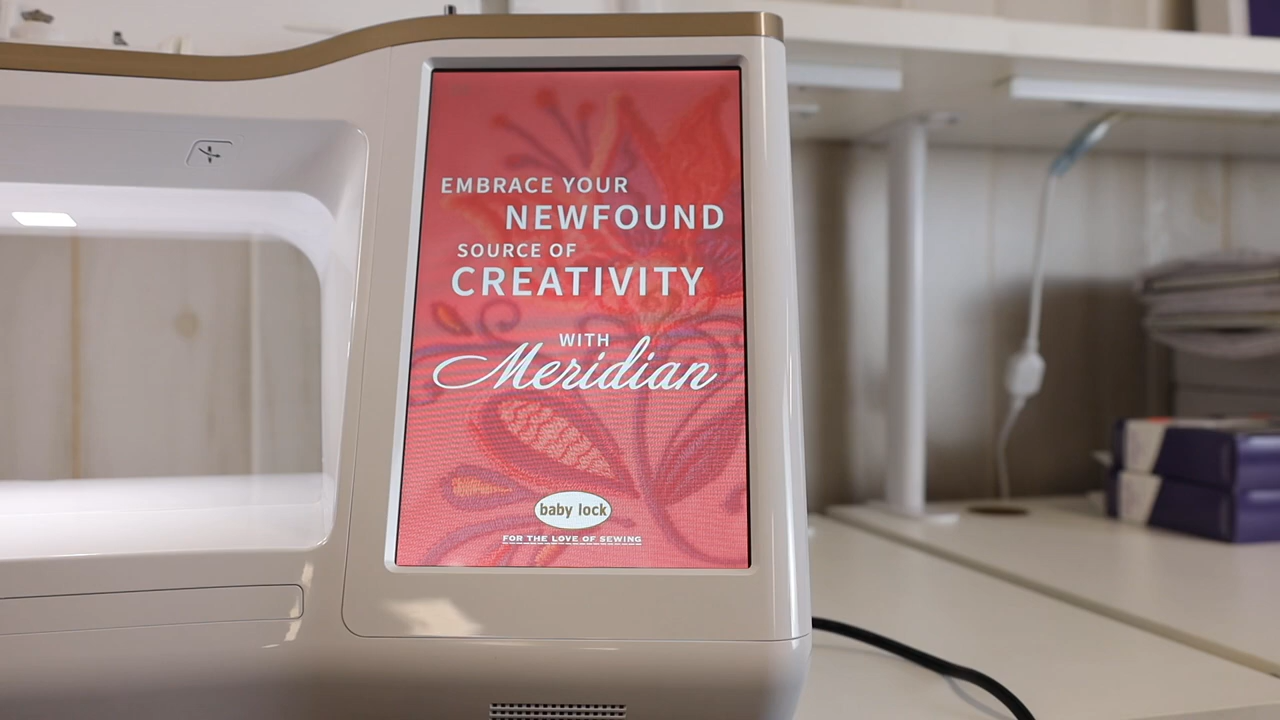 EMBRACE YOUR
NEWFOUND
SOURCE OF
CREATIVITY
WITH
Meridian
baby lock
FOR THE LOVE OF SEWING